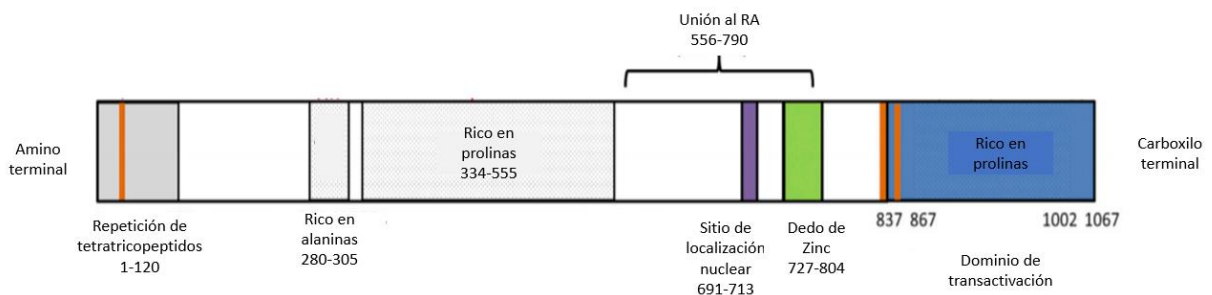 Unión al RA
556-790
Amino
terminal
Rico en
prolinas
334-555
Rico en
prolinas
Carboxilo
terminal
Repetición de
tetratricopeptidos
1-120
Rico en
alaninas
280-305
Sitio de
localización
nuclear
691-713
Dedo de
Zinc
727-804
837 867
1002 1067
Dominio de
transactivación